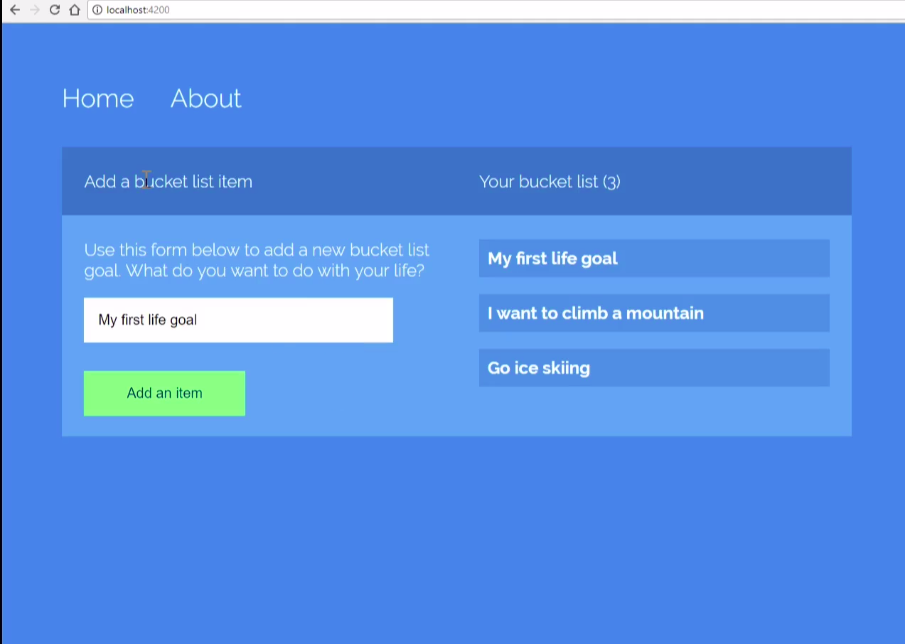 localhost:4200
Home About
Add a bucket list item
Your bucket list (3)
Use this form below to add a new bucket list
goal. What do you want to do with your life?
My first life goal
Add an item
My first life goal
I want to climb a mountain
Go ice skiing